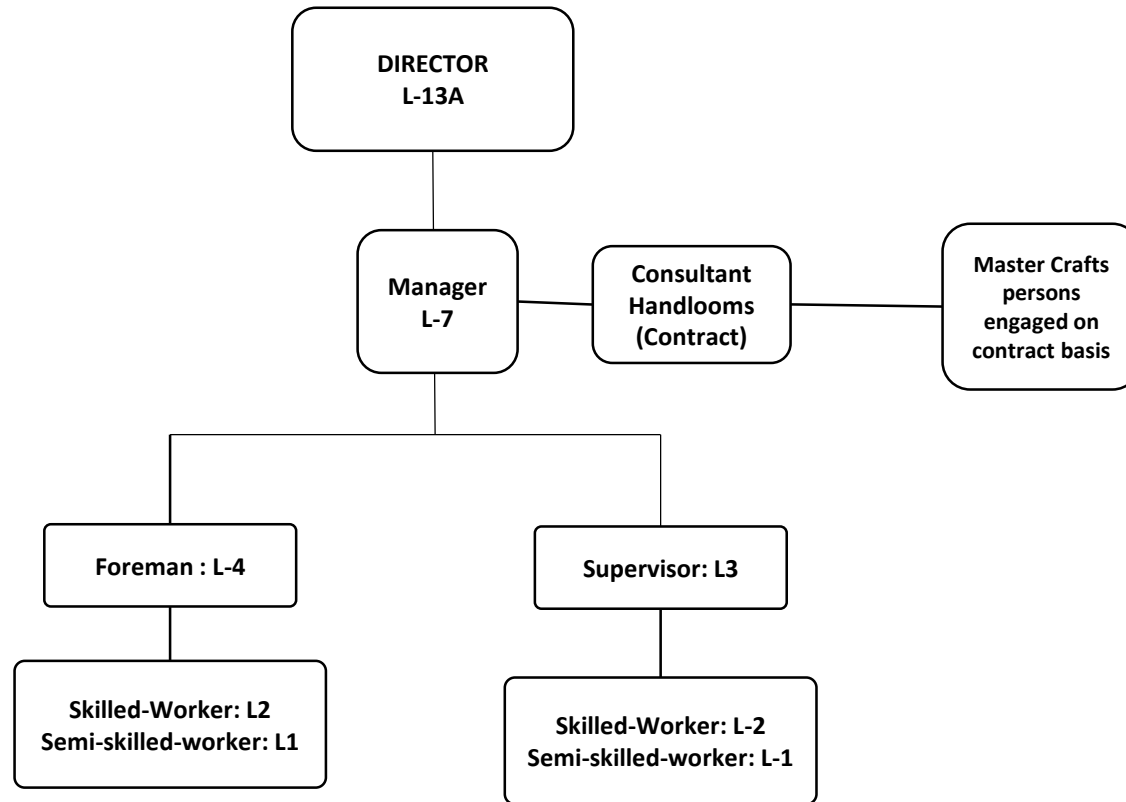 DIRECTOR
L-13A
Manager
L-7
Consultant
Handlooms
(Contract)
Master Crafts
persons
engaged on
contract basis
Foreman : L-4
Supervisor: L3
Skilled-Worker: L2
Semi-skilled-worker: L1
Skilled-Worker: L-2
Semi-skilled-worker: L-1